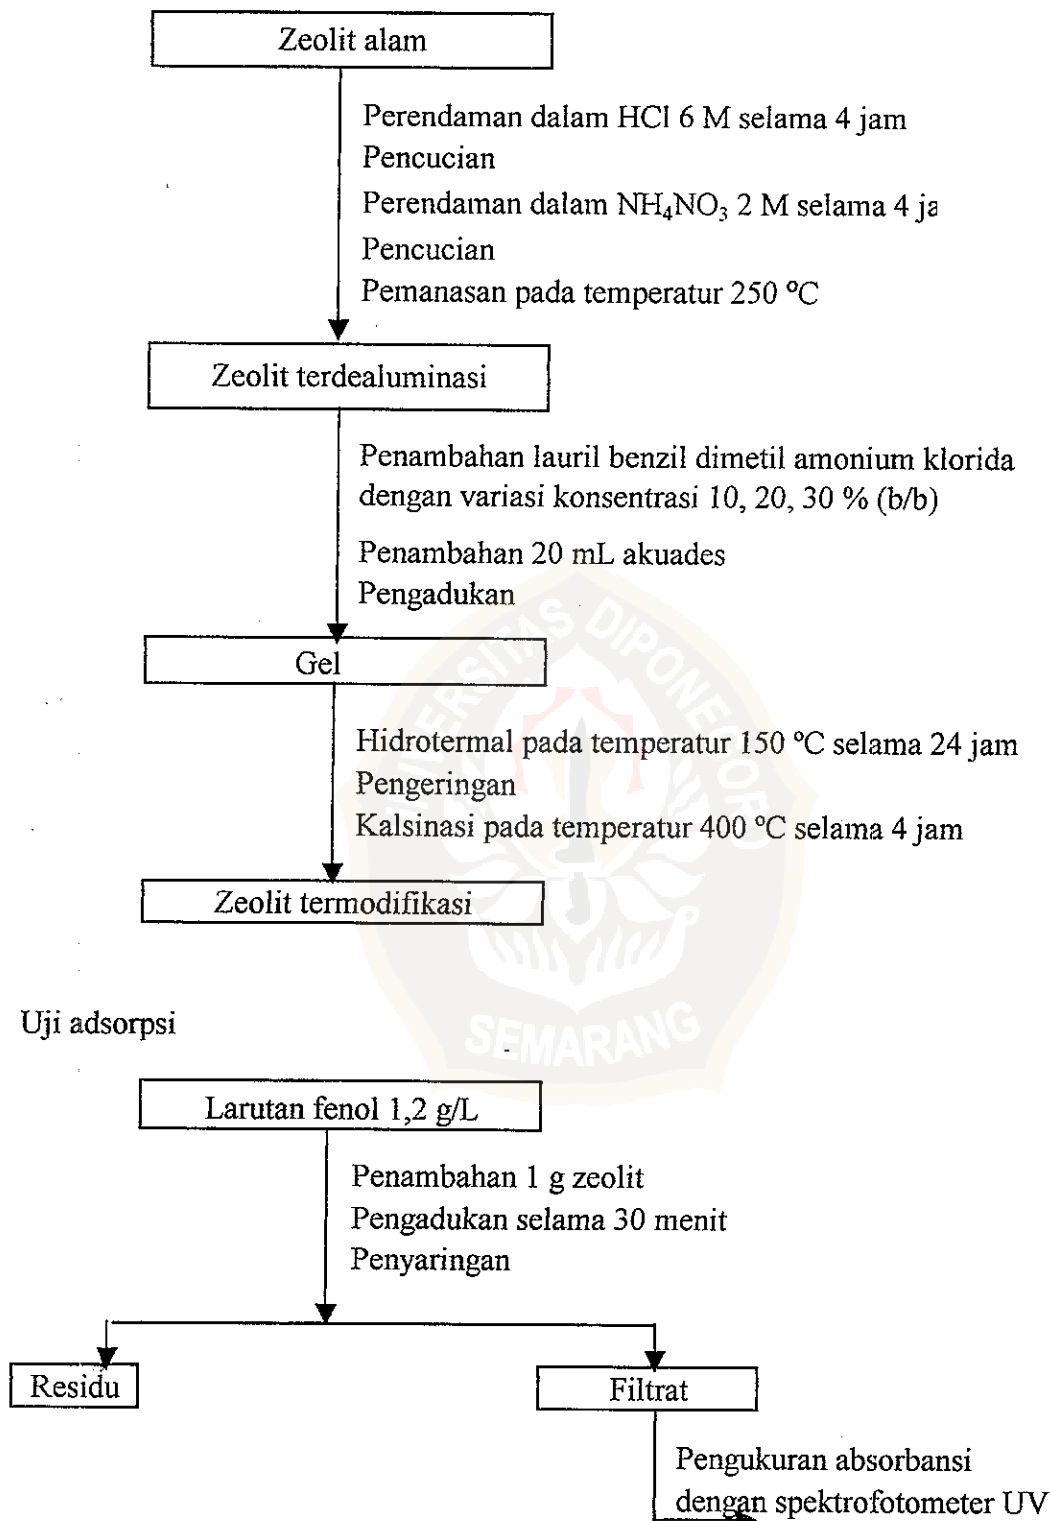 Zeolit alam
Perendaman dalam HCl 6 M selama 4 jam
Pencucian
Perendaman dalam NH₄NO₃ 2 M selama 4 ja
Pencucian
Pemanasan pada temperatur 250 °C
Zeolit terdealuminasi
Penambahan lauril benzil dimetil amonium klorida
dengan variasi konsentrasi 10, 20, 30 % (b/b)
Penambahan 20 mL akuades
Pengadukan
Gel
Hidrotermal pada temperatur 150 °C selama 24 jam
Pengeringan
Kalsinasi pada temperatur 400 °C selama 4 jam
Zeolit termodifikasi
UNIVERSITAS DIPONEGORO
SEMARANG
Uji adsorpsi
Larutan fenol 1,2 g/L
Penambahan 1 g zeolit
Pengadukan selama 30 menit
Penyaringan
Residu
Filtrat
Pengukuran absorbansi
dengan spektrofotometer UV